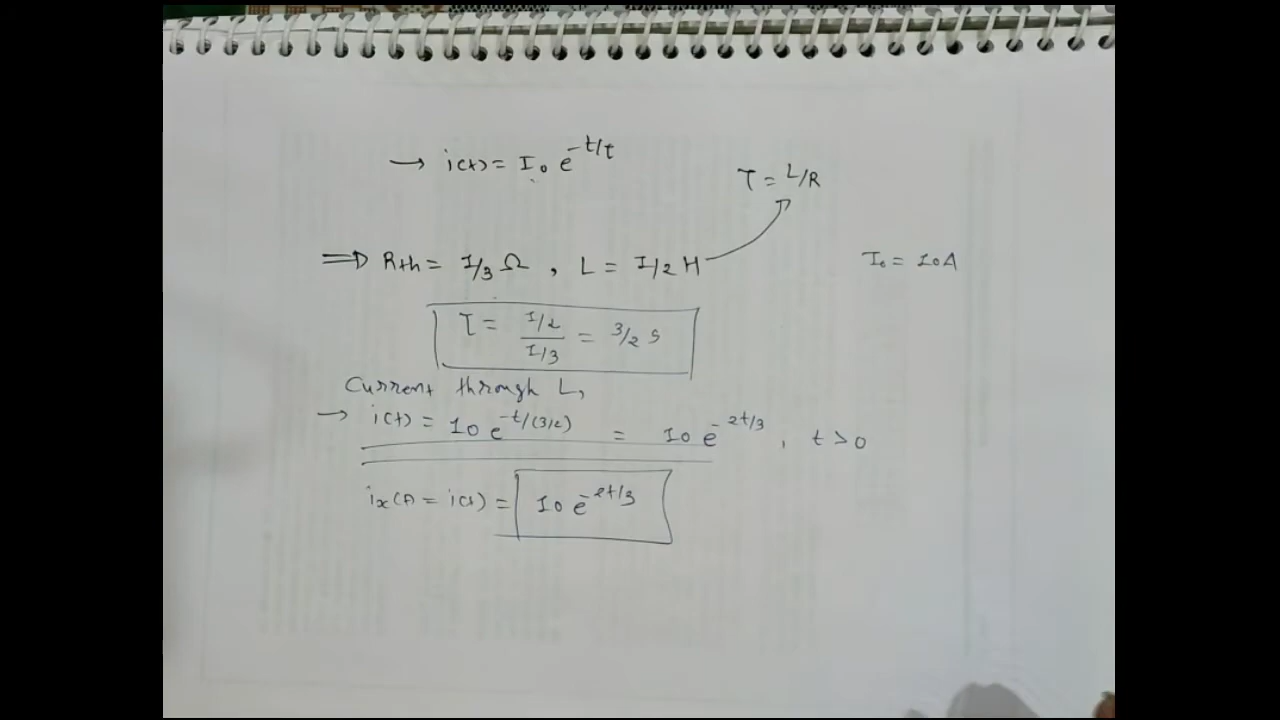 → i(t) = I₀ e^(-t/τ)
τ = L/R
⇒ Rth = 1/3 Ω , L = 1/2 H
I₀ = 10A
τ = (1/2)/(1/3) = 3/2 s
Current through L,
→ i(t) = 10 e^(-t/(3/2)) = 10 e^(-2t/3) , t > 0
iₓ(t) = i(t) = 10 e^(-2t/3)